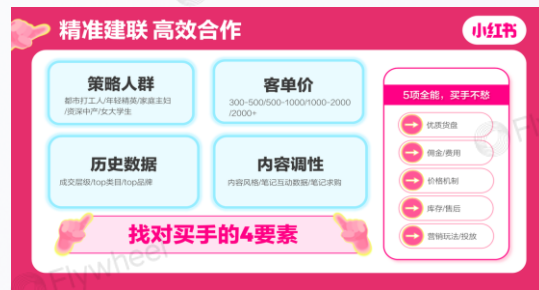 精准建联 高效合作
小红书
策略人群
都市打工人/年轻精英/家庭主妇
/资深中产/女大学生
客单价
300-500/500-1000/1000-2000
/2000+
历史数据
成交层级/top类目/top品牌
内容调性
内容风格/笔记互动数据/笔记求购
找对买手的4要素
5项全能，买手不愁
优质货盘
佣金/费用
价格机制
库存/售后
营销玩法/投放
Flywheel